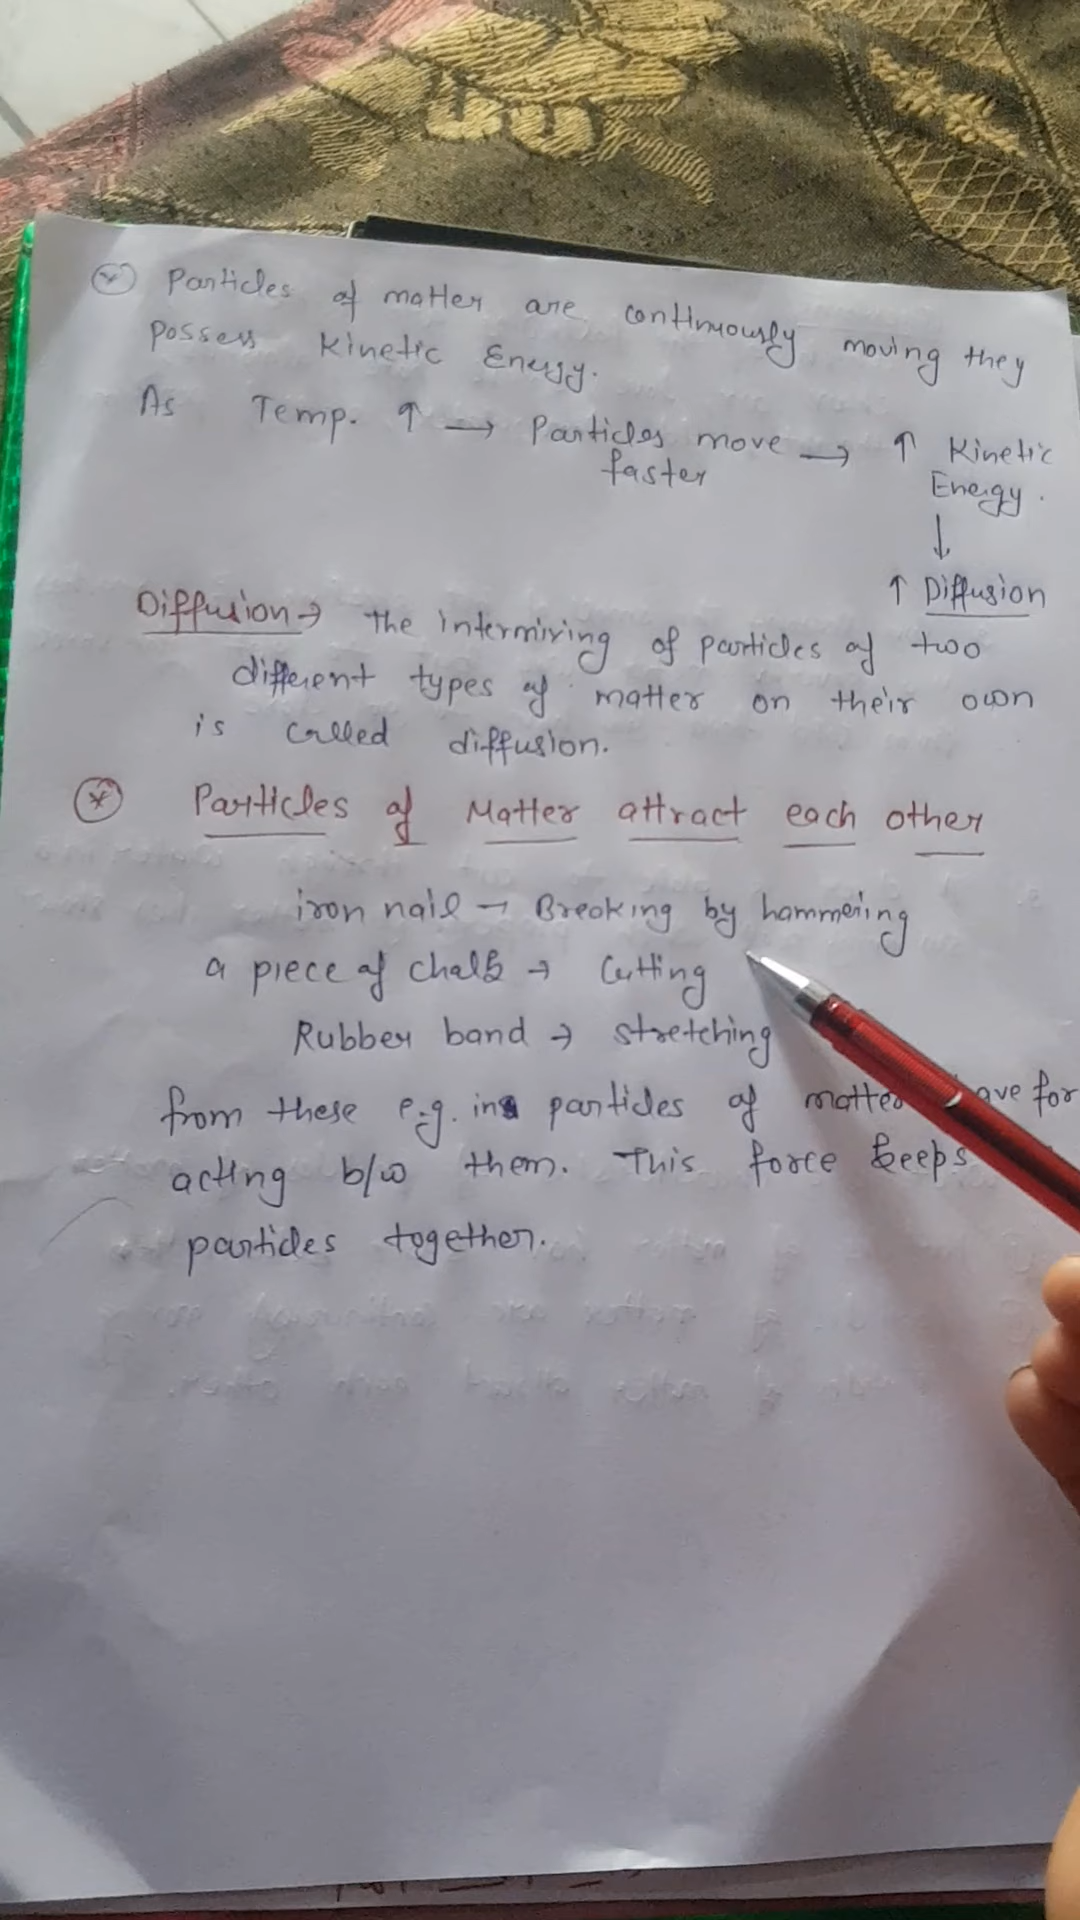 Particles of matter are continuously moving they
possess Kinetic Energy.
As Temp. ↑ → Particles move → ↑ Kinetic
faster Energy.
↓
↑ Diffusion
Diffusion → the intermixing of particles of two
different types of matter on their own
is called diffusion.
Particles of Matter attract each other
iron nail → Breaking by hammering
a piece of chalk → Cutting
Rubber band → stretching
from these e.g. in particles of matter have for
acting b/w them. This force keeps
particles together.